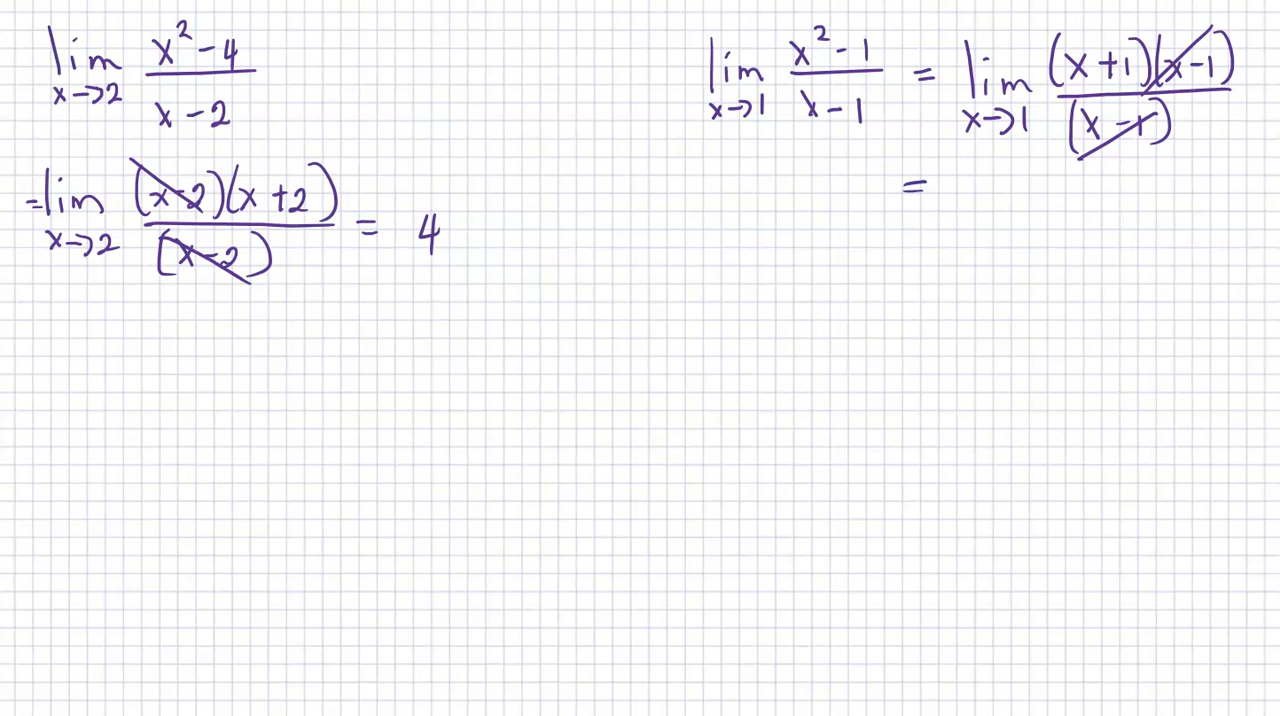 lim x→2 (x² - 4)/(x - 2)
= lim x→2 (x-2)(x+2)/(x-2) = 4
lim x→1 (x² - 1)/(x - 1) = lim x→1 (x+1)(x-1)/(x-1)
=